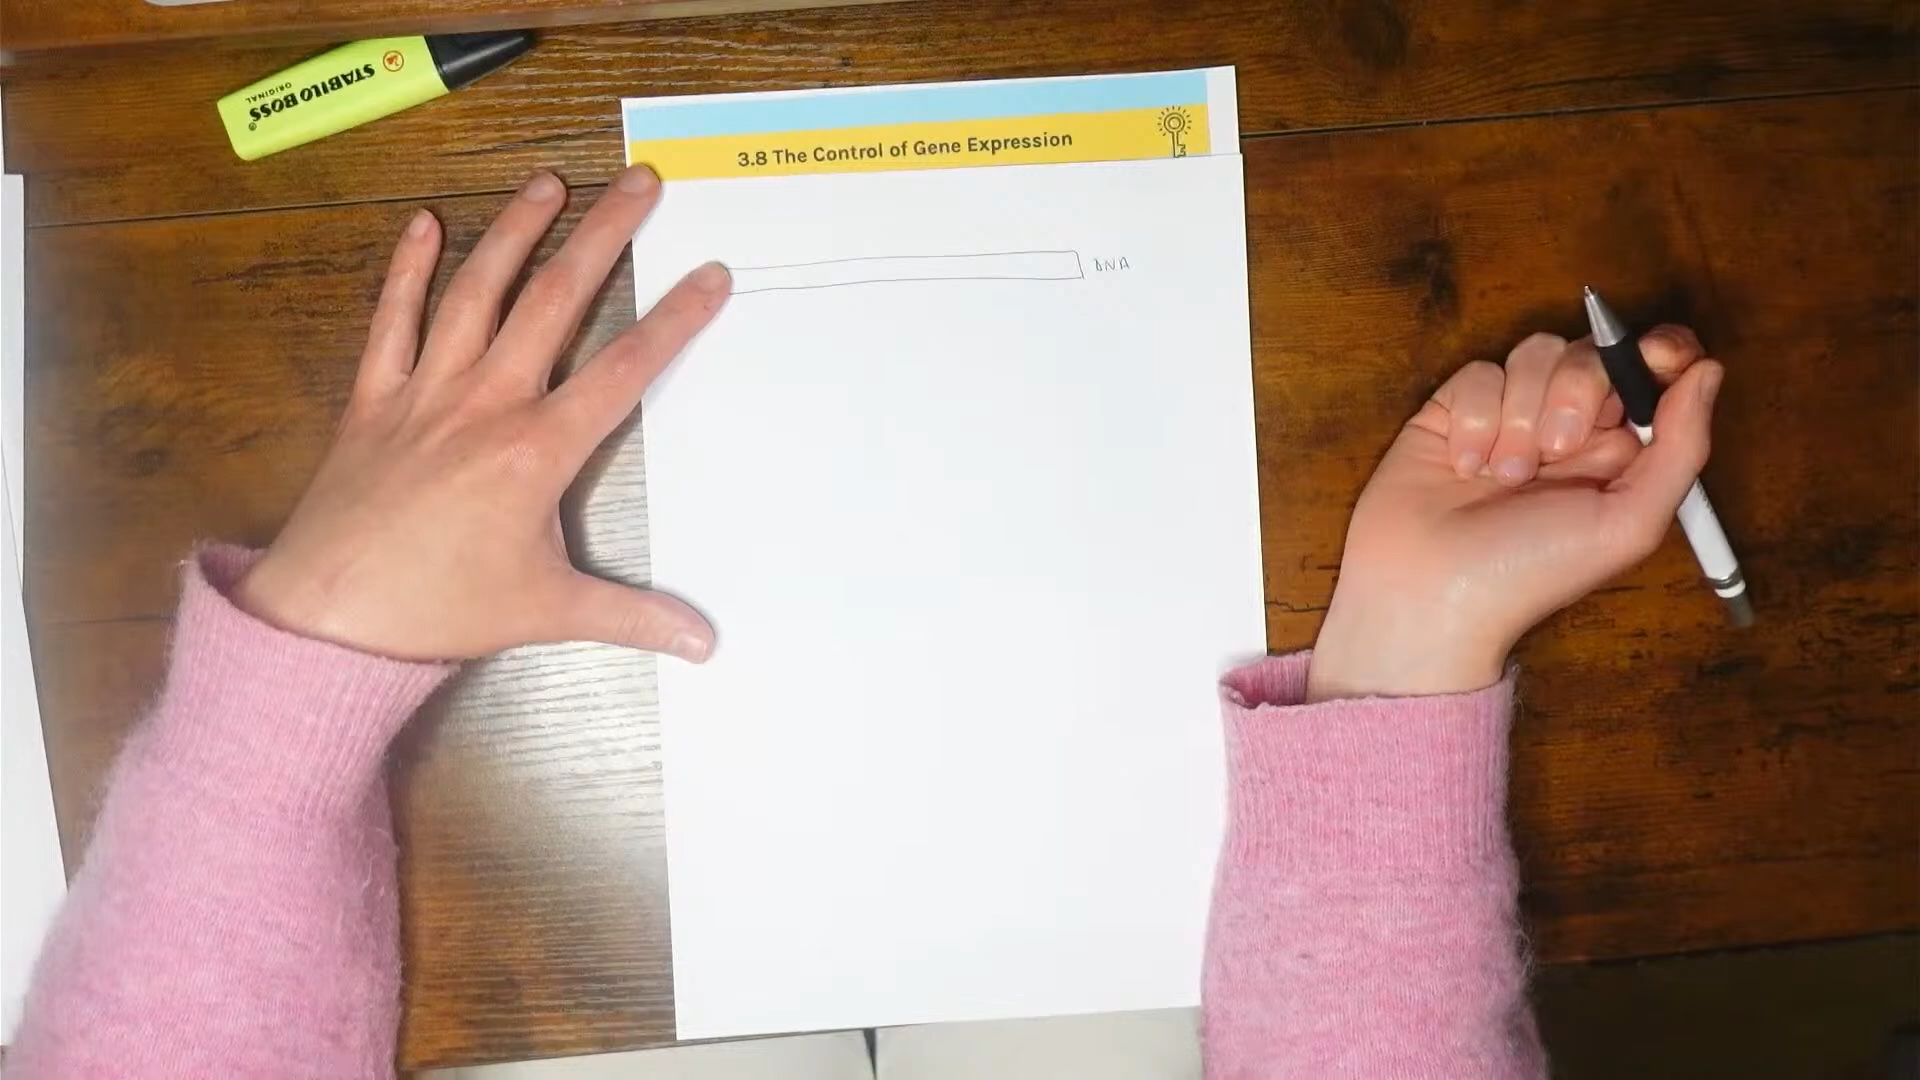 STABILO BOSS®
ORIGINAL
3.8 The Control of Gene Expression
DNA